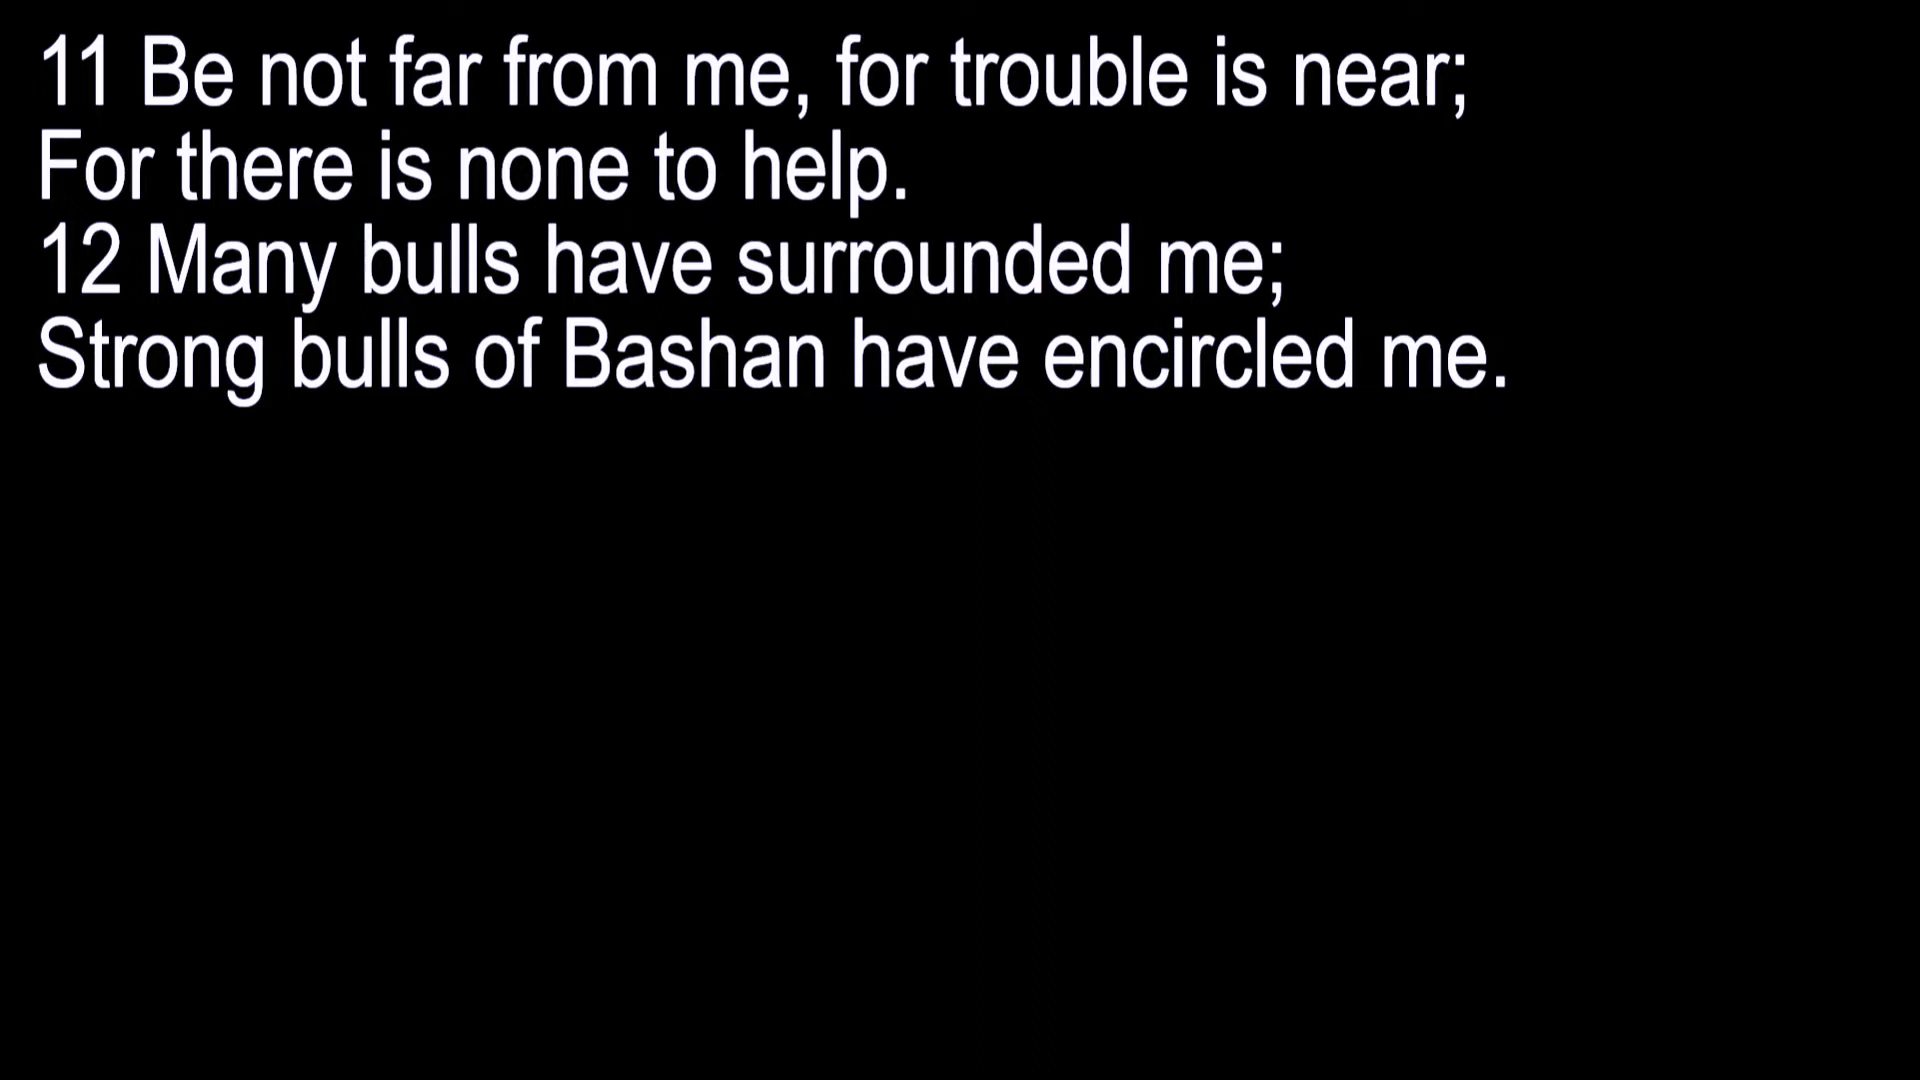 11 Be not far from me, for trouble is near;
For there is none to help.
12 Many bulls have surrounded me;
Strong bulls of Bashan have encircled me.